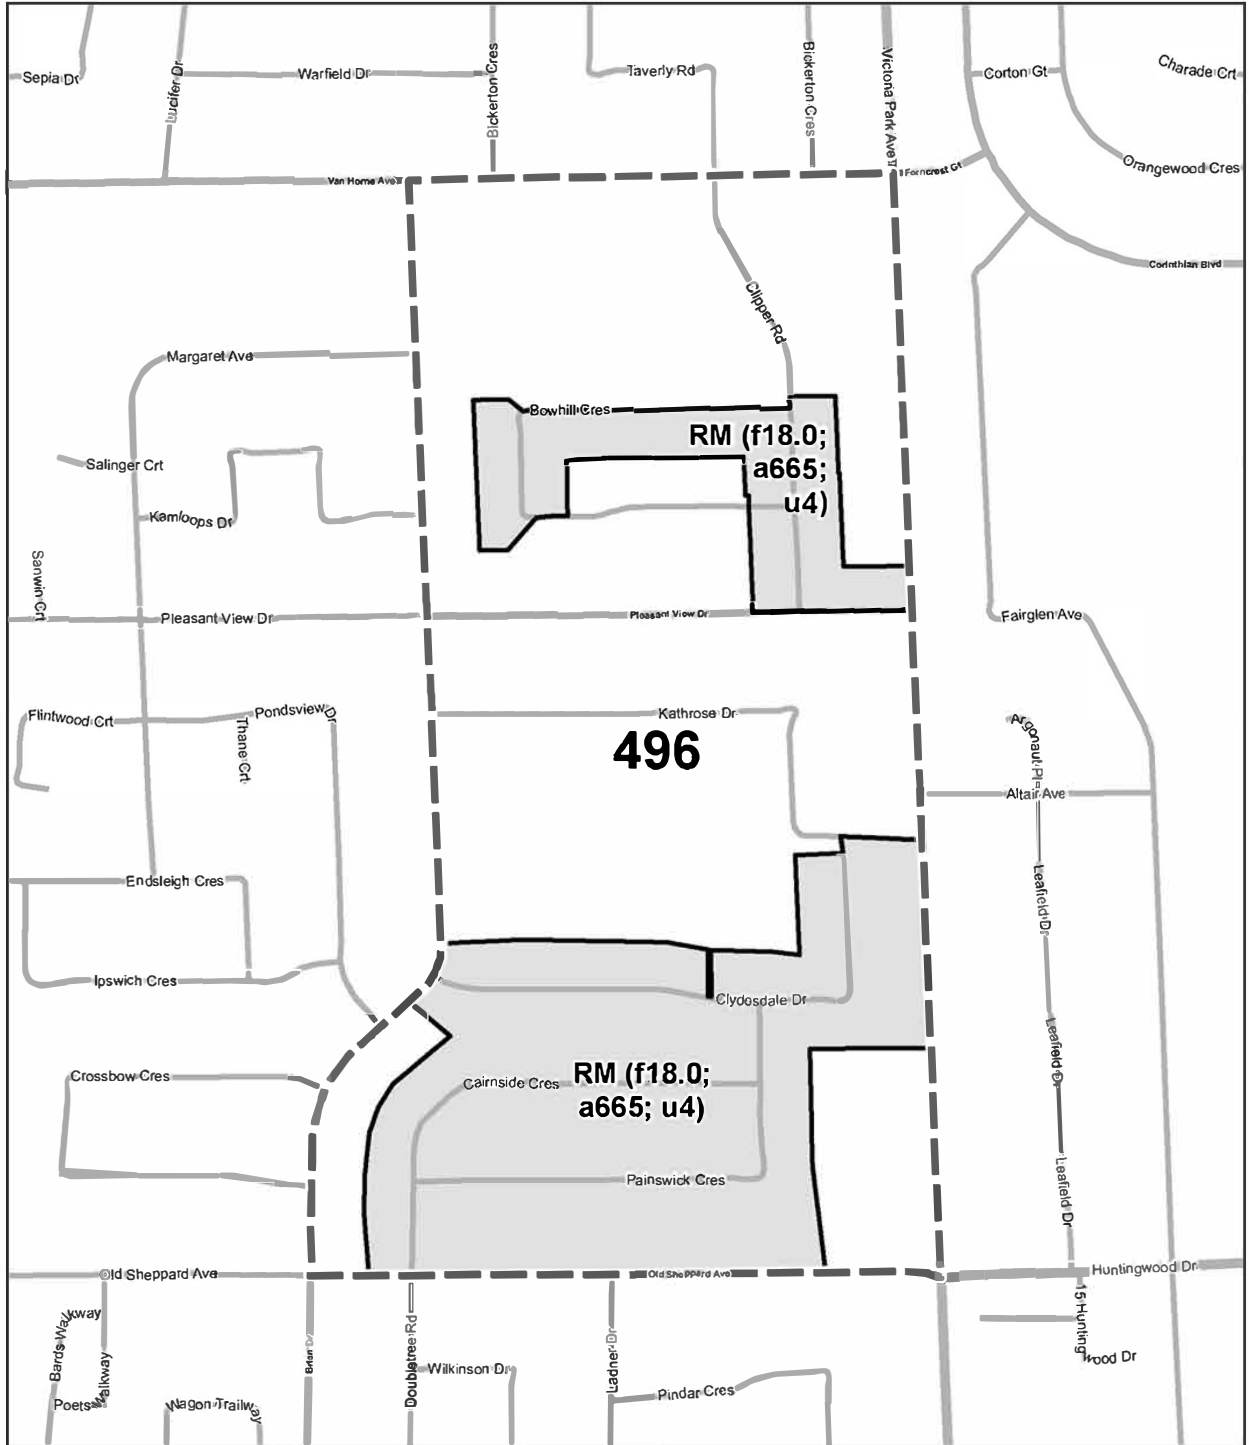 Sepia Dr
Lucifer Dr
Warfield Dr
Bickerton Cres
Taverly Rd
Bickerton Cres
Victoria Park Ave
Corton Gt
Charade Crt
Orangewood Cres
Van Horne Ave
Ferncrest Gt
Corinthian Blvd
Clipper Rd
Margaret Ave
Bowhill Cres
RM (f18.0;
a665;
u4)
Salinger Crt
Kamloops Dr
Sanwin Crt
Pleasant View Dr
Pleasant View Dr
Fairglen Ave
Flintwood Crt
Thane Crt
Pondsview Dr
Kathrose Dr
496
Argonaut Pl
Altair Ave
Endsleigh Cres
Leafield Dr
Ipswich Cres
Clydesdale Dr
Leafield Dr
Crossbow Cres
Cairnside Cres
RM (f18.0;
a665; u4)
Painswick Cres
Leafield Dr
Old Sheppard Ave
Old Sheppard Ave
Huntingwood Dr
15 Hunting
wood Dr
Bards Walkway
Poets Walkway
Wagon Trailway
Brian Dr
Doubletree Rd
Wilkinson Dr
Ladner Dr
Pindar Cres